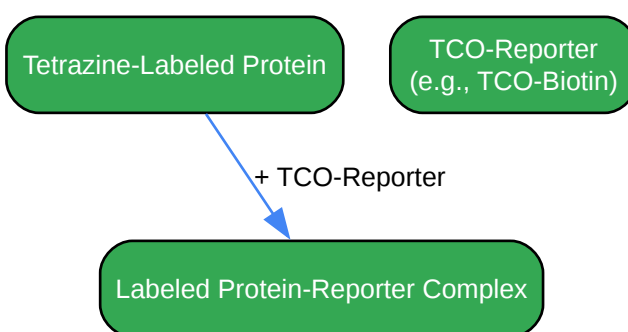 Tetrazine-Labeled Protein
TCO-Reporter
(e.g., TCO-Biotin)
+ TCO-Reporter
Labeled Protein-Reporter Complex